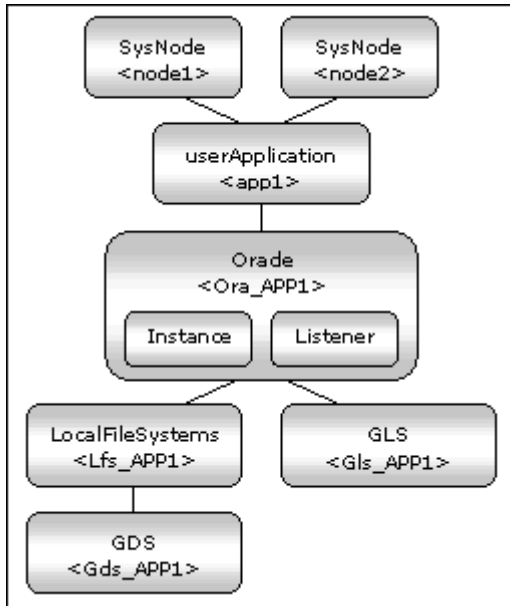 SysNode
<node1>
SysNode
<node2>
userApplication
<app1>
Orade
<Ora_APP1>
Instance
Listener
LocalFileSystems
<Lfs_APP1>
GLS
<Gls_APP1>
GDS
<Gds_APP1>